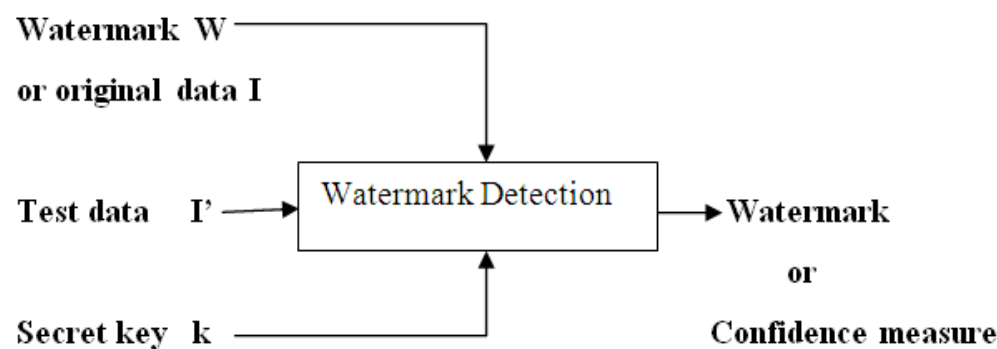 Watermark W
or original data I
Watermark Detection
Test data I’
Watermark
or
Secret key k
Confidence measure